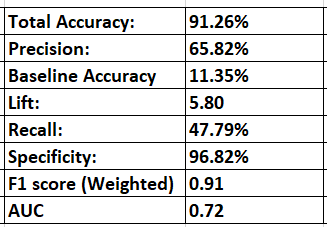 Total Accuracy: 91.26%
Precision: 65.82%
Baseline Accuracy 11.35%
Lift: 5.80
Recall: 47.79%
Specificity: 96.82%
F1 score (Weighted) 0.91
AUC 0.72